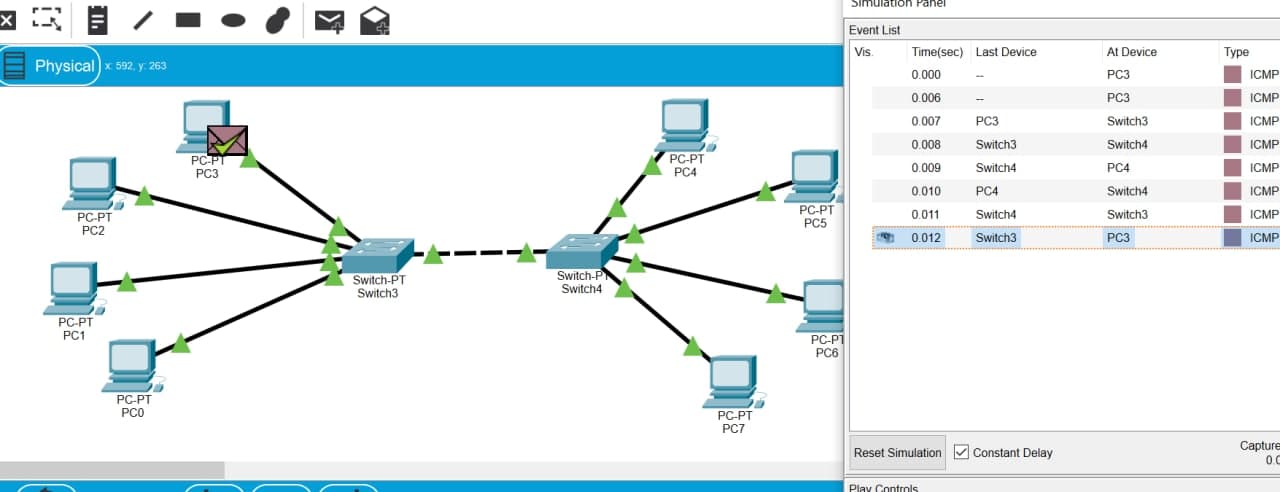 Simulation Panel
Event List
Physical x: 592, y: 263
Vis. Time(sec) Last Device At Device Type
0.000 -- PC3 ICMP
0.006 -- PC3 ICMP
0.007 PC3 Switch3 ICMP
0.008 Switch3 Switch4 ICMP
0.009 Switch4 PC4 ICMP
0.010 PC4 Switch4 ICMP
0.011 Switch4 Switch3 ICMP
0.012 Switch3 PC3 ICMP
PC-PT
PC3
PC-PT
PC4
PC-PT
PC2
PC-PT
PC5
Switch-PT
Switch3
Switch-PT
Switch4
PC-PT
PC1
PC-PT
PC6
PC-PT
PC0
PC-PT
PC7
Reset Simulation Constant Delay Capture
0.0
Play Controls